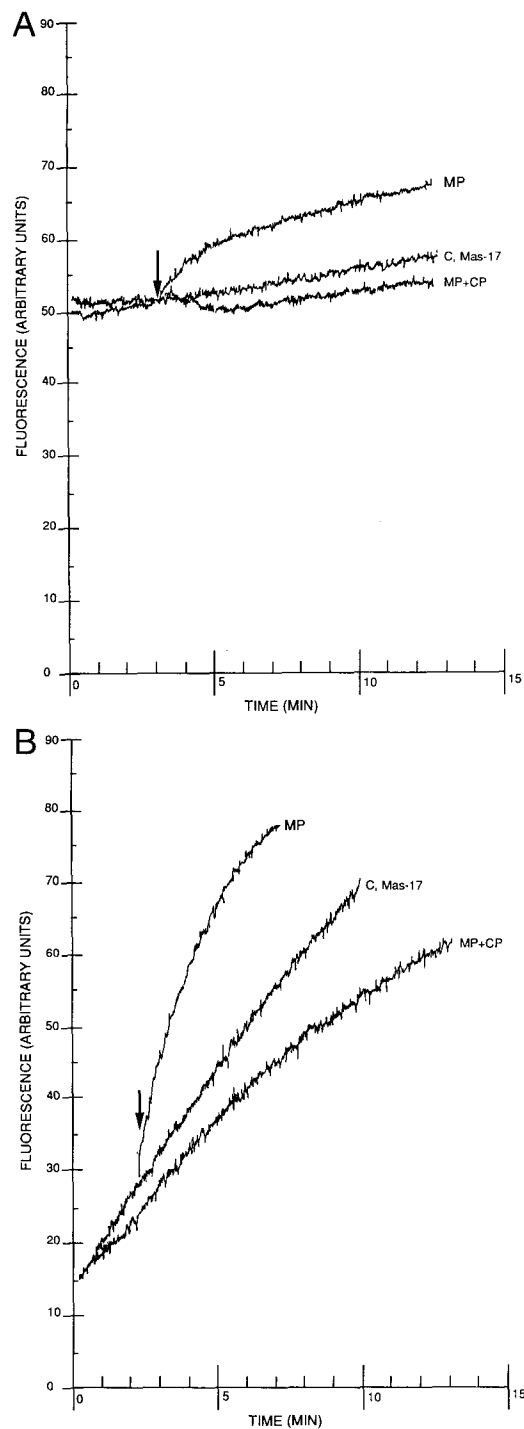 A
90
80
70
60
50
40
30
20
10
0
FLUORESCENCE (ARBITRARY UNITS)
MP
C, Mas-17
MP+CP
0 5 10 15
TIME (MIN)
B
90
80
70
60
50
40
30
20
10
0
FLUORESCENCE (ARBITRARY UNITS)
MP
C, Mas-17
MP+CP
0 5 10 15
TIME (MIN)